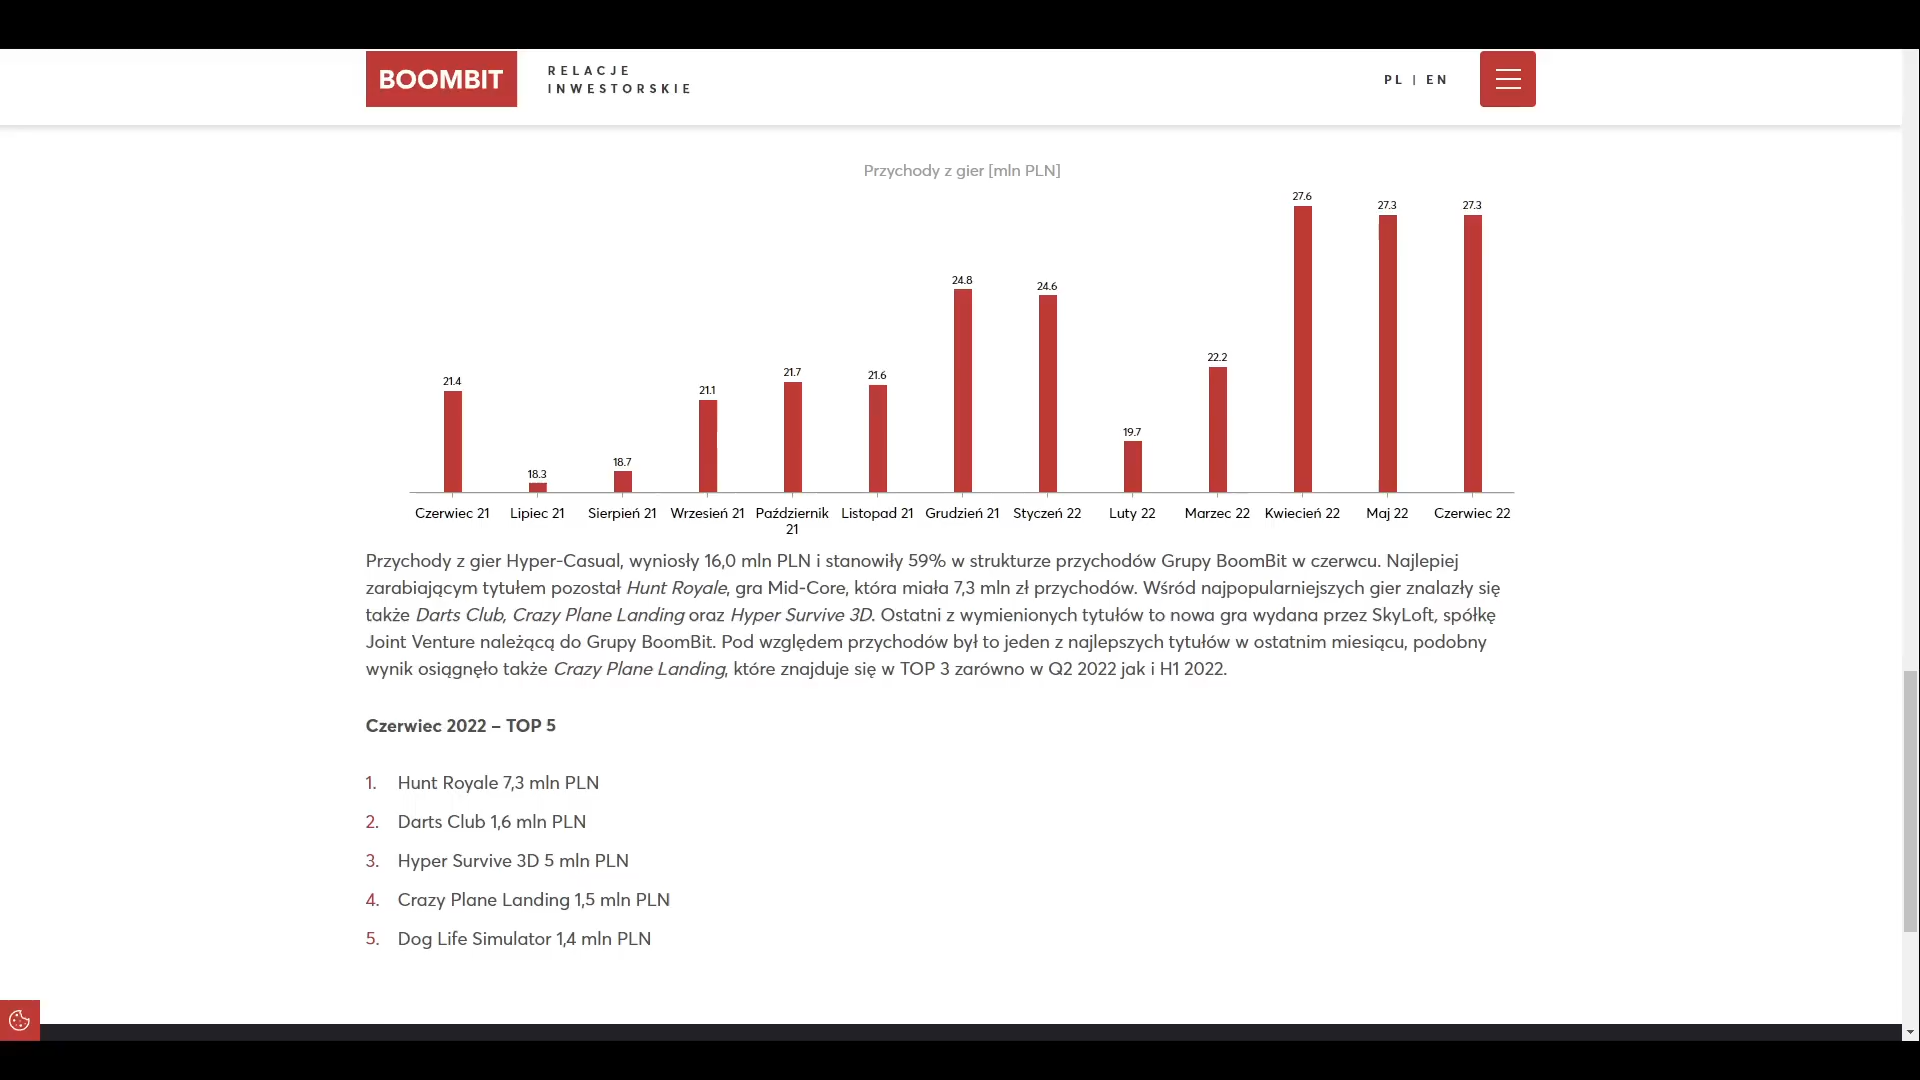 BOOMBIT
RELACJE
INWESTORSKIE
PL | EN
Przychody z gier [mln PLN]
21.4
18.3
18.7
21.1
21.7
21.6
24.8
24.6
19.7
22.2
27.6
27.3
27.3
Czerwiec 21
Lipiec 21
Sierpień 21
Wrzesień 21
Październik
21
Listopad 21
Grudzień 21
Styczeń 22
Luty 22
Marzec 22
Kwiecień 22
Maj 22
Czerwiec 22
Przychody z gier Hyper-Casual, wyniosły 16,0 mln PLN i stanowiły 59% w strukturze przychodów Grupy BoomBit w czerwcu. Najlepiej
zarabiającym tytułem pozostał Hunt Royale, gra Mid-Core, która miała 7,3 mln zł przychodów. Wśród najpopularniejszych gier znalazły się
także Darts Club, Crazy Plane Landing oraz Hyper Survive 3D. Ostatni z wymienionych tytułów to nowa gra wydana przez SkyLoft, spółkę
Joint Venture należącą do Grupy BoomBit. Pod względem przychodów był to jeden z najlepszych tytułów w ostatnim miesiącu, podobny
wynik osiągnęło także Crazy Plane Landing, które znajduje się w TOP 3 zarówno w Q2 2022 jak i H1 2022.
Czerwiec 2022 – TOP 5
1. Hunt Royale 7,3 mln PLN
2. Darts Club 1,6 mln PLN
3. Hyper Survive 3D 5 mln PLN
4. Crazy Plane Landing 1,5 mln PLN
5. Dog Life Simulator 1,4 mln PLN